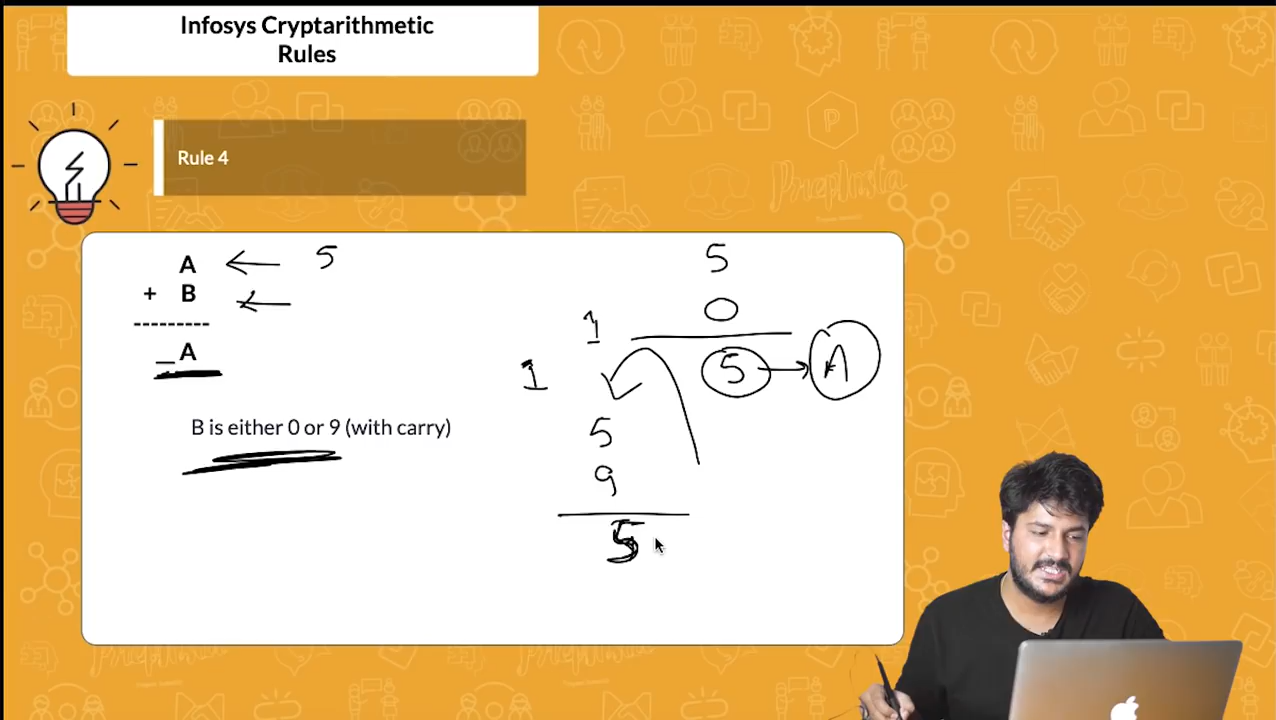 Infosys Cryptarithmetic
Rules
Rule 4
PrepInsta
A 5
+ B
---------
_ A
B is either 0 or 9 (with carry)
5
0
5 A
1
1
5
9
5